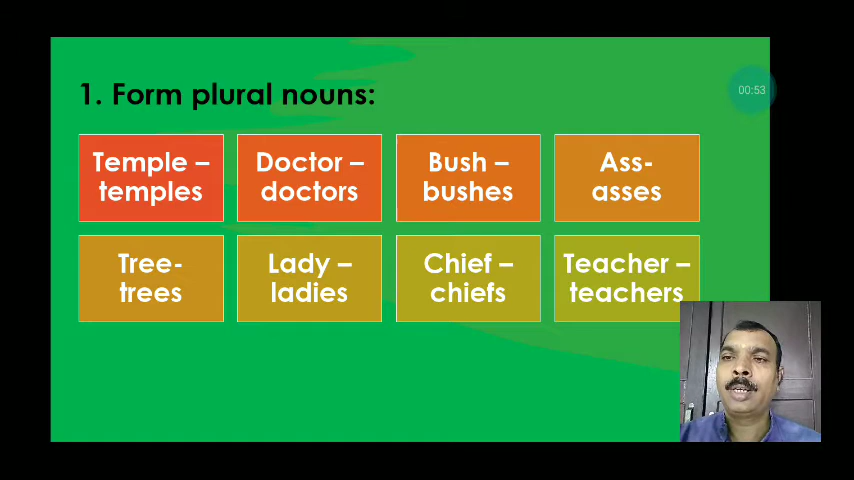 1. Form plural nouns:
00:53
Temple –
temples
Doctor –
doctors
Bush –
bushes
Ass-
asses
Tree-
trees
Lady –
ladies
Chief –
chiefs
Teacher –
teachers